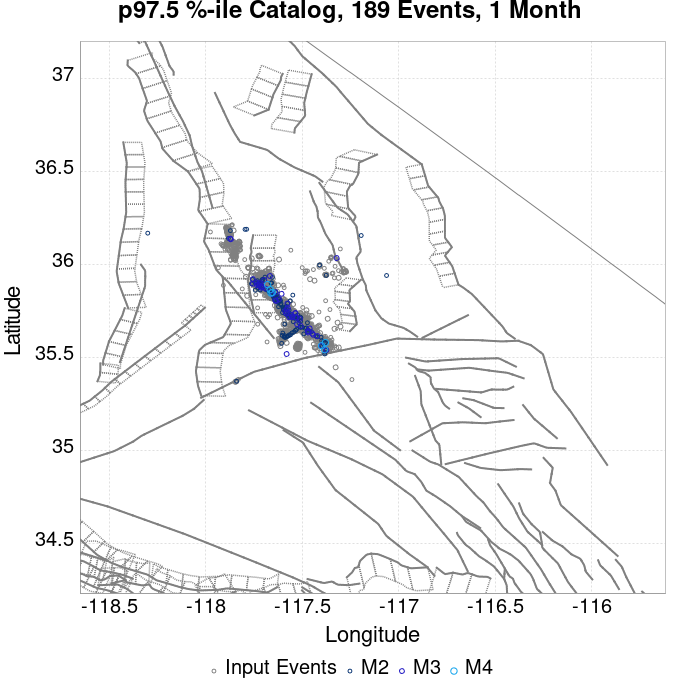 p97.5 %-ile Catalog, 189 Events, 1 Month
37
36.5
36
35.5
35
34.5
Latitude
-118.5 -118 -117.5 -117 -116.5 -116
Longitude
Input Events M2 M3 M4